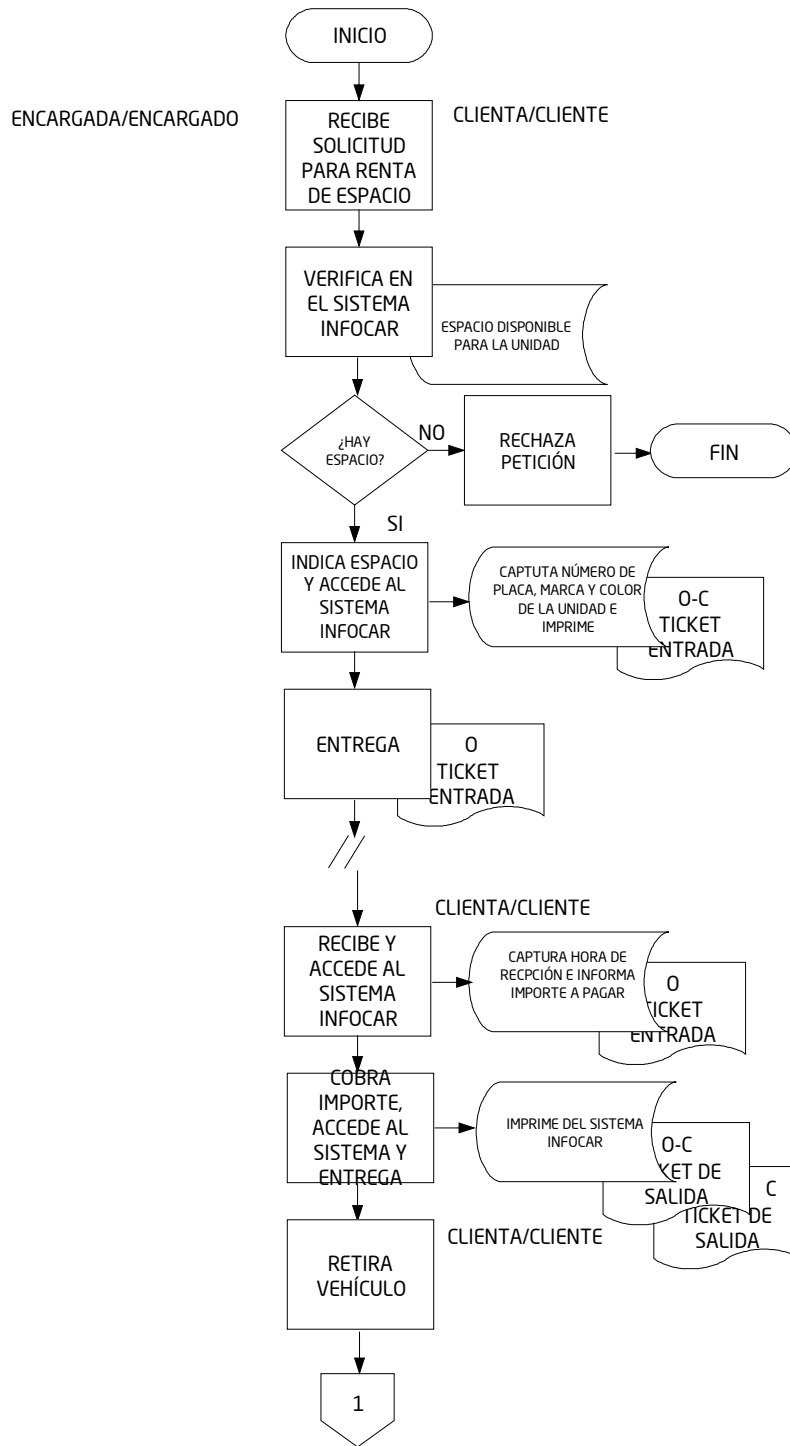 INICIO
ENCARGADA/ENCARGADO
CLIENTA/CLIENTE
RECIBE
SOLICITUD
PARA RENTA
DE ESPACIO
VERIFICA EN
EL SISTEMA
INFOCAR
ESPACIO DISPONIBLE
PARA LA UNIDAD
¿HAY
ESPACIO?
NO
RECHAZA
PETICIÓN
FIN
SI
INDICA ESPACIO
Y ACCEDE AL
SISTEMA
INFOCAR
CAPTUTA NÚMERO DE
PLACA, MARCA Y COLOR
DE LA UNIDAD E
IMPRIME
O-C
TICKET
ENTRADA
ENTREGA
O
TICKET
ENTRADA
CLIENTA/CLIENTE
RECIBE Y
ACCEDE AL
SISTEMA
INFOCAR
CAPTURA HORA DE
RECPCIÓN E INFORMA
IMPORTE A PAGAR
O
TICKET
ENTRADA
COBRA
IMPORTE,
ACCEDE AL
SISTEMA Y
ENTREGA
IMPRIME DEL SISTEMA
INFOCAR
O-C
TICKET DE
SALIDA
C
TICKET DE
SALIDA
CLIENTA/CLIENTE
RETIRA
VEHÍCULO
1